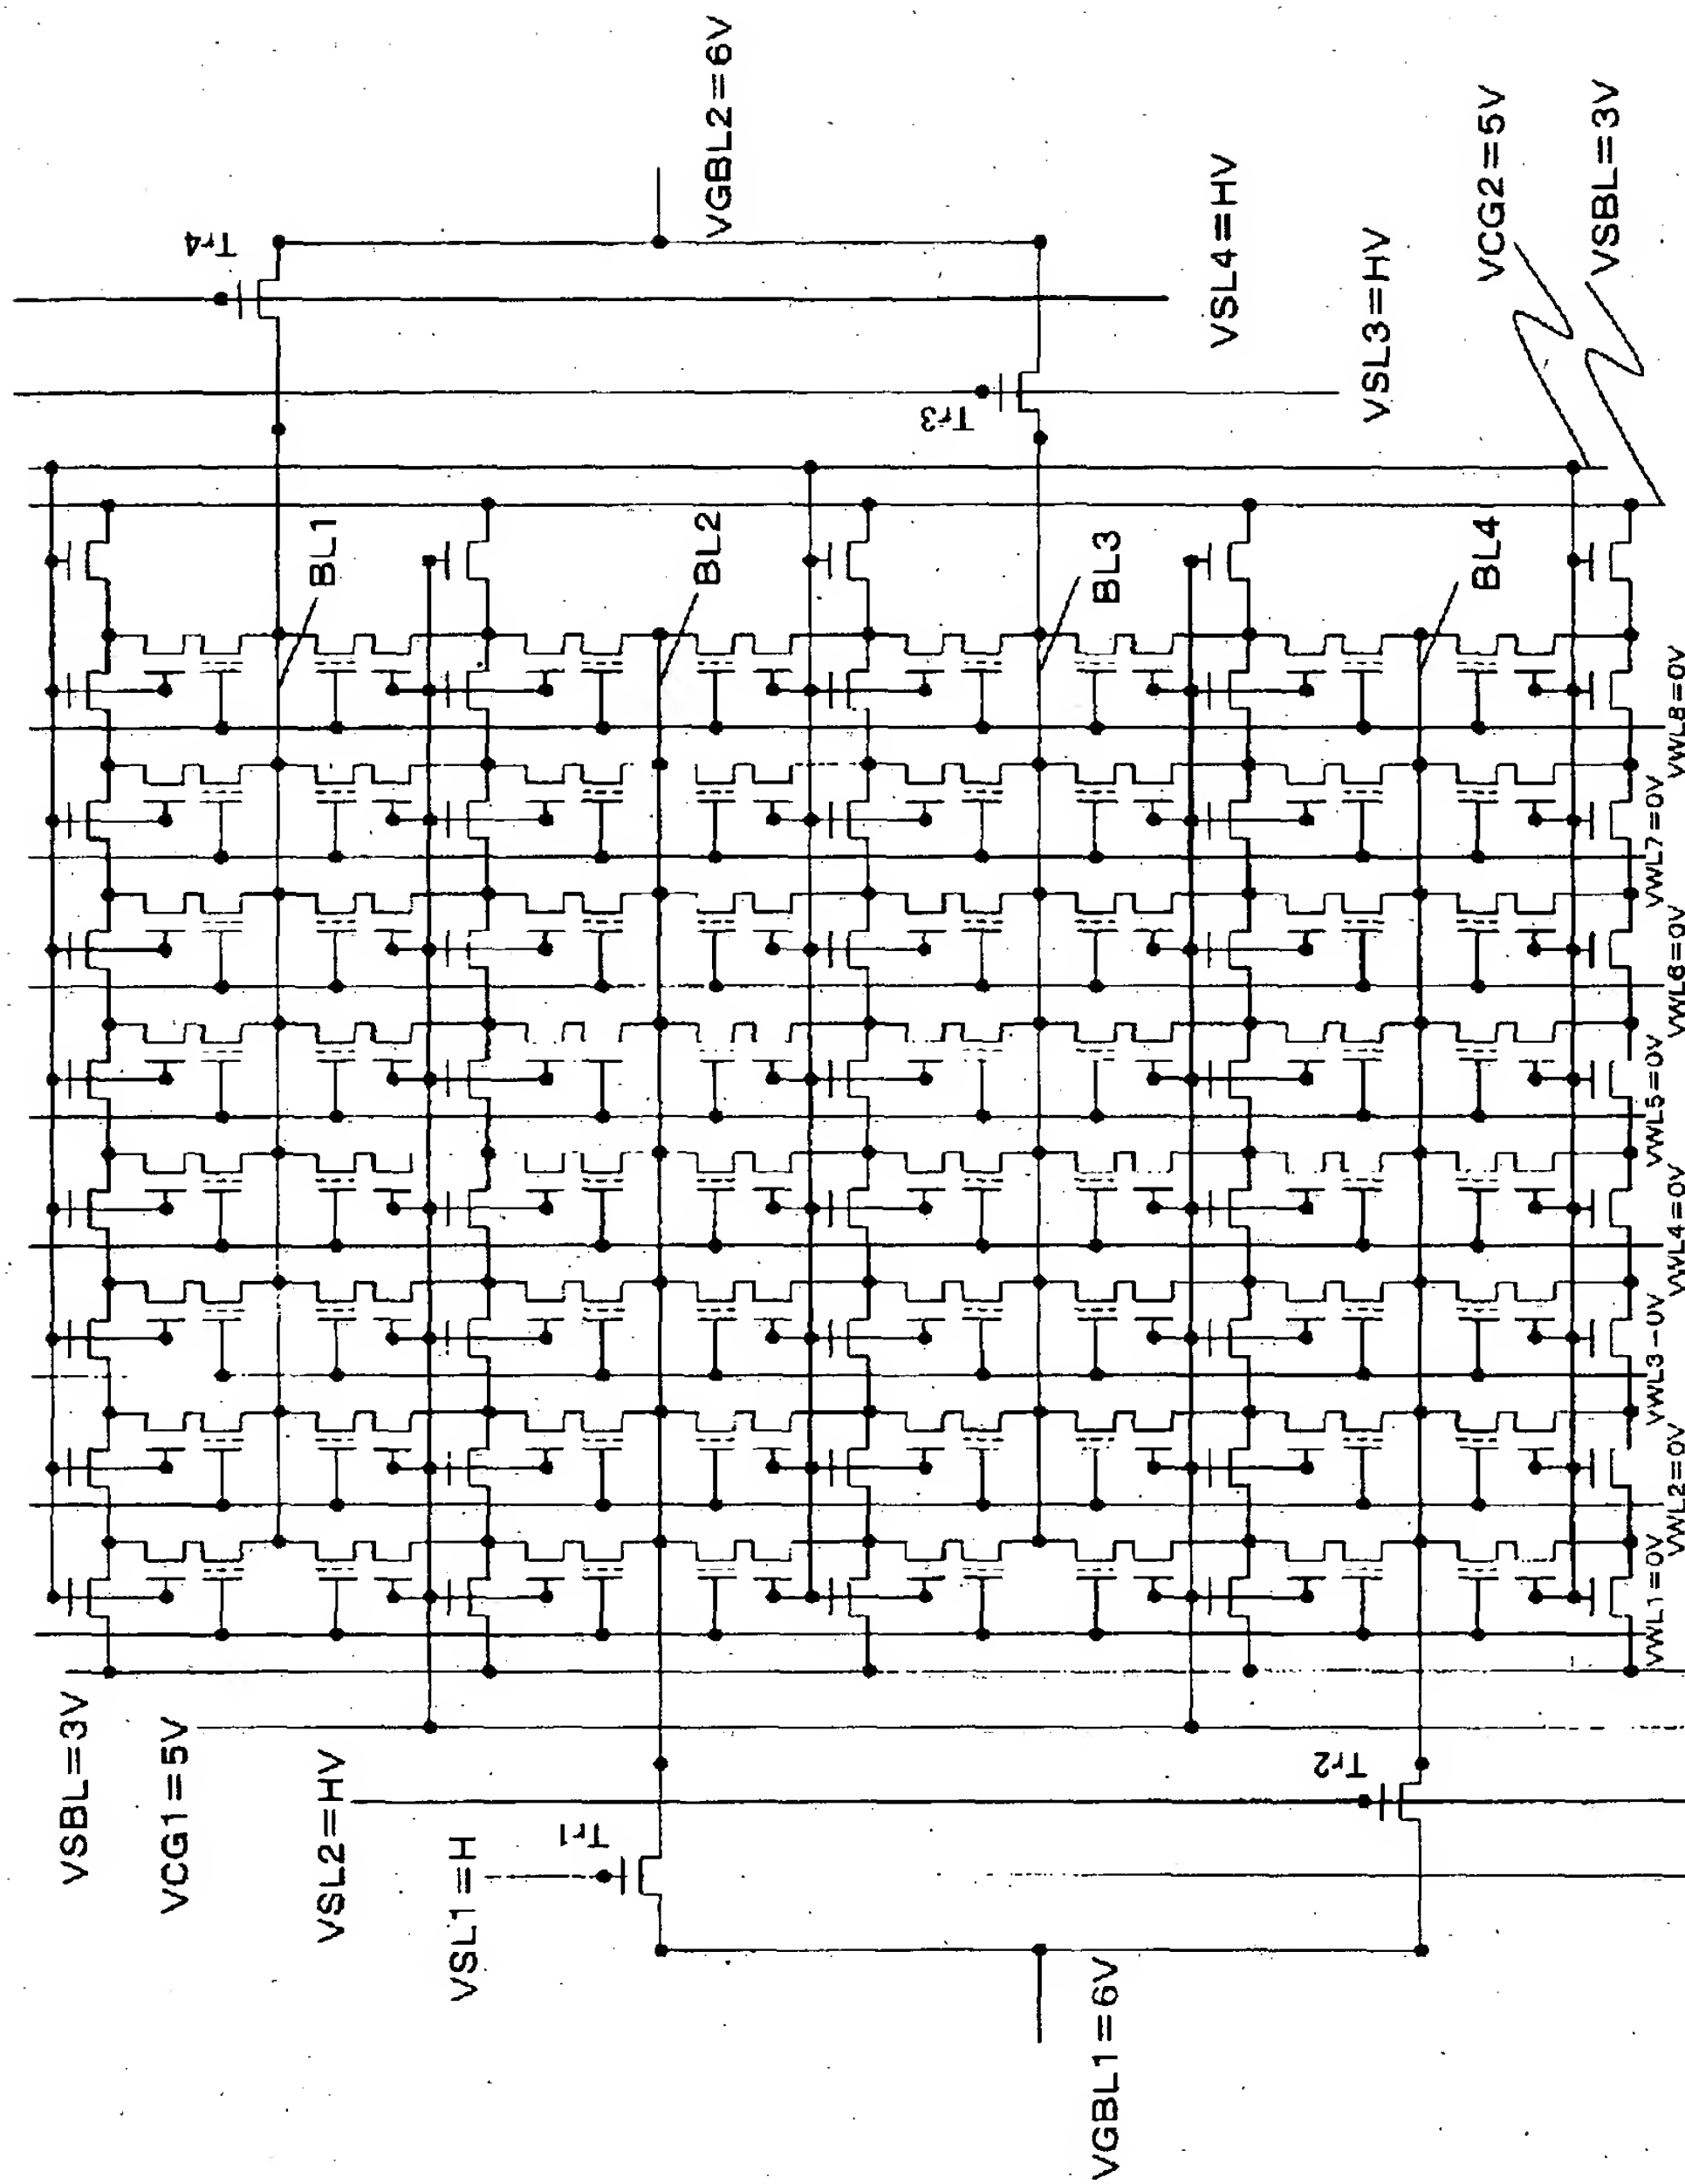 VGBL2=6V
Tr4
VSL4=HV
VCG2=5V
VSBL=3V
VSL3=HV
Tr3
BL1
BL2
BL3
BL4
VWL8=0V
VWL7=0V
VWL6=0V
VWL5=0V
VWL4=0V
VWL3-0V
VWL2=0V
VWL1=0V
VSBL=3V
VCG1=5V
VSL2=HV
VSL1=H
Tr1
Tr2
VGBL1=6V